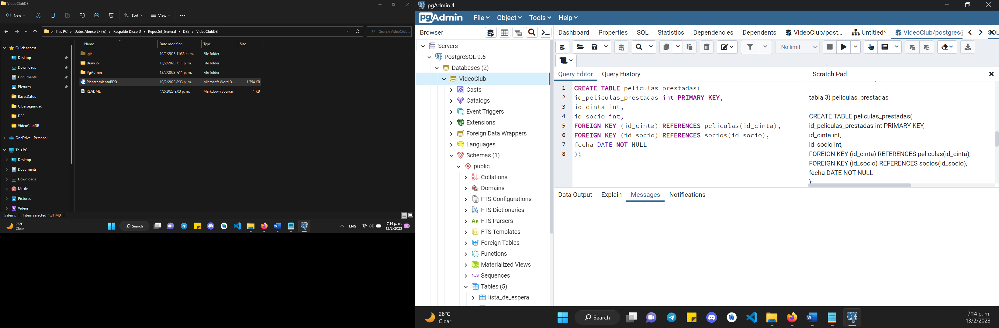 VideoClubDB
New
Sort
View
This PC > Datos Alonso LF (E:) > Respaldo Disco D > ReposGit_General > DB2 > VideoClubDB
Search VideoClub...
Name Date modified Type Size
Quick access
Desktop
Downloads
Documents
Pictures
BasesDatos
Ciberseguridad
DB2
VideoClubDB
OneDrive - Personal
This PC
Desktop
Documents
Downloads
Music
Pictures
Videos
.git 10/2/2023 11:35 p. m. File folder
Draw.io 13/2/2023 7:11 p. m. File folder
PgAdmin 13/2/2023 7:11 p. m. File folder
PlanteamientoBDD 10/2/2023 8:33 p. m. Microsoft Word D... 1.754 KB
README 4/2/2023 9:03 p. m. Markdown Source... 1 KB
5 items | 1 item selected 1,71 MB |
26°C
Clear
Search
ENG
7:14 p. m.
13/2/2023
10
pgAdmin 4
pgAdmin File Object Tools Help
Browser
Dashboard Properties SQL Statistics Dependencies Dependents VideoClub/post... Untitled* VideoClub/postgres@
No limit
Servers
PostgreSQL 9.6
Databases (2)
VideoClub
Casts
Catalogs
Event Triggers
Extensions
Foreign Data Wrappers
Languages
Schemas (1)
public
Collations
Domains
FTS Configurations
FTS Dictionaries
FTS Parsers
FTS Templates
Foreign Tables
Functions
Materialized Views
Sequences
Tables (5)
lista_de_espera
Query Editor Query History
1 CREATE TABLE peliculas_prestadas(
2 id_peliculas_prestadas int PRIMARY KEY,
3 id_cinta int,
4 id_socio int,
5 FOREIGN KEY (id_cinta) REFERENCES peliculas(id_cinta),
6 FOREIGN KEY (id_socio) REFERENCES socios(id_socio),
7 fecha DATE NOT NULL
8 );
Scratch Pad
tabla 3) peliculas_prestadas
CREATE TABLE peliculas_prestadas(
id_peliculas_prestadas int PRIMARY KEY,
id_cinta int,
id_socio int,
FOREIGN KEY (id_cinta) REFERENCES peliculas(id_cinta),
FOREIGN KEY (id_socio) REFERENCES socios(id_socio),
fecha DATE NOT NULL
);
Data Output Explain Messages Notifications
26°C
Clear
Search
7:14 p. m.
13/2/2023